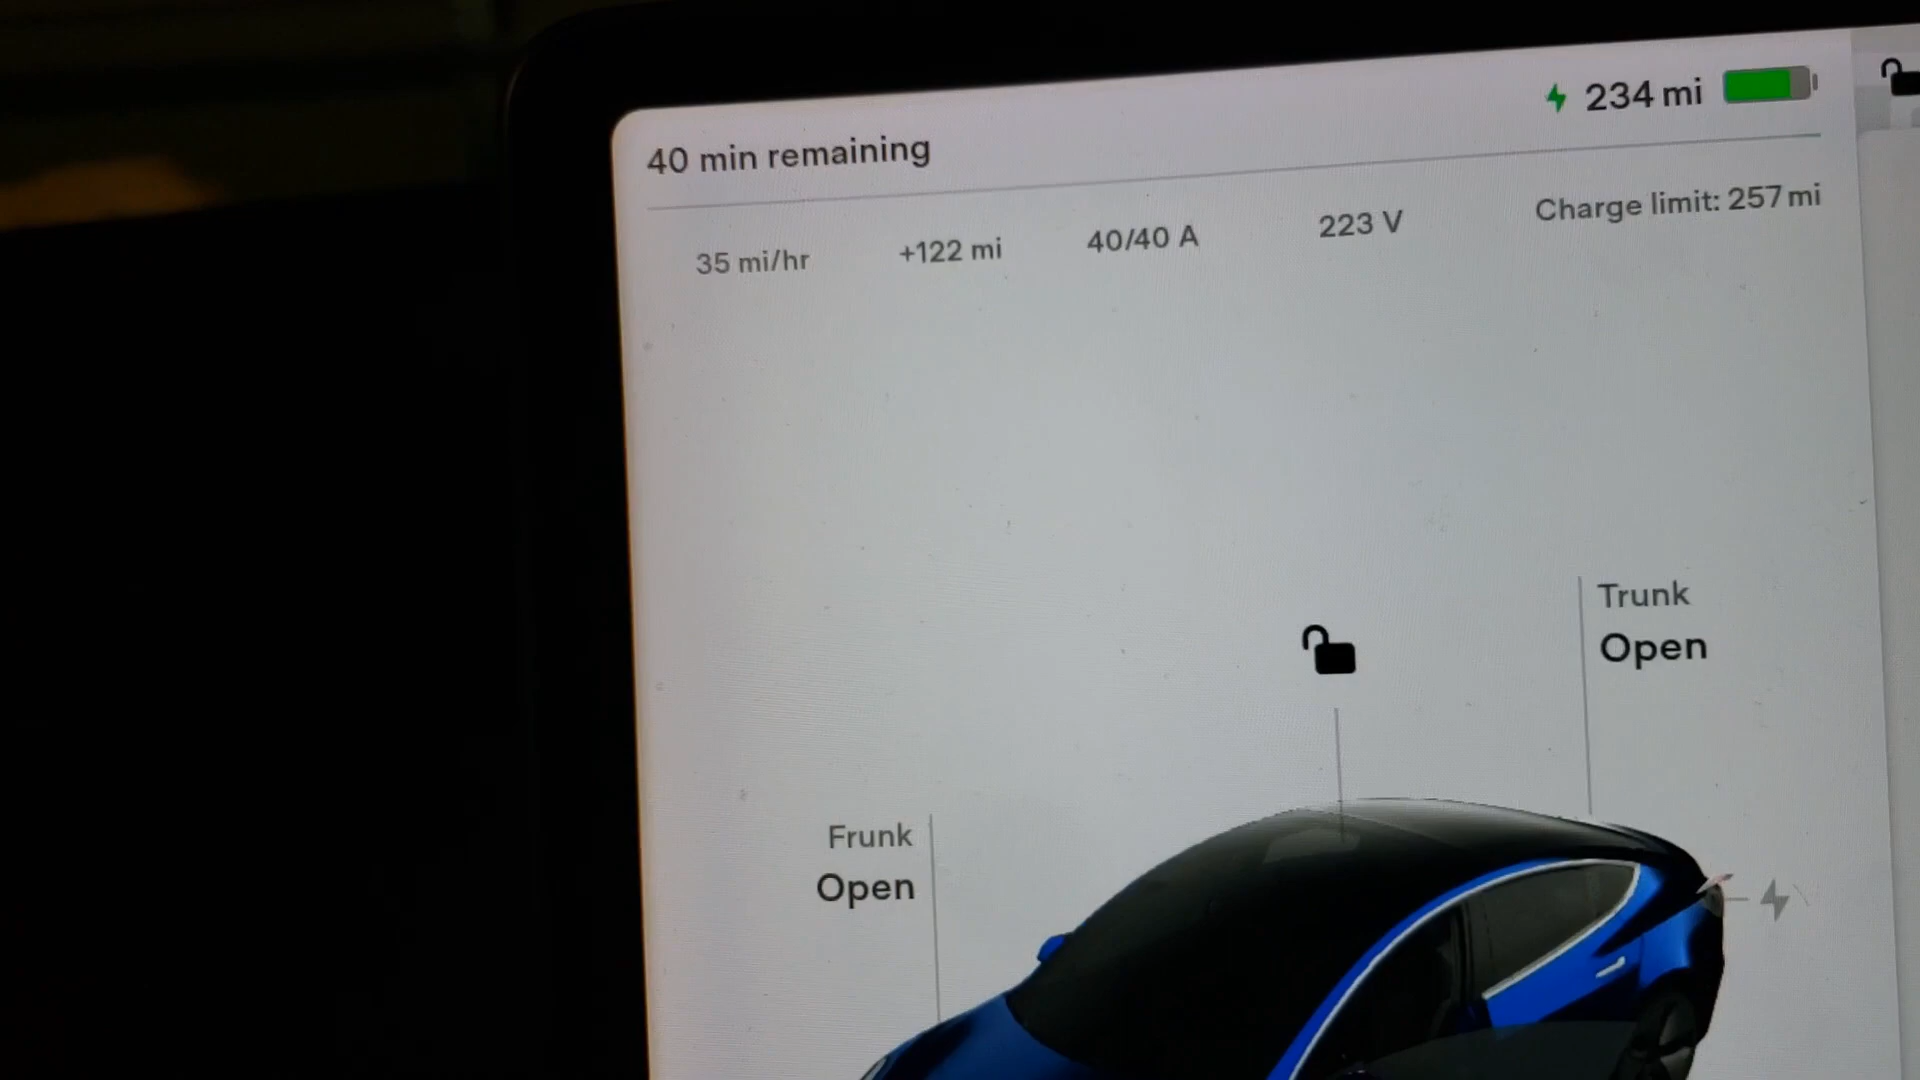 234 mi
40 min remaining
Charge limit: 257 mi
35 mi/hr +122 mi 40/40 A 223 V
Trunk
Open
Frunk
Open